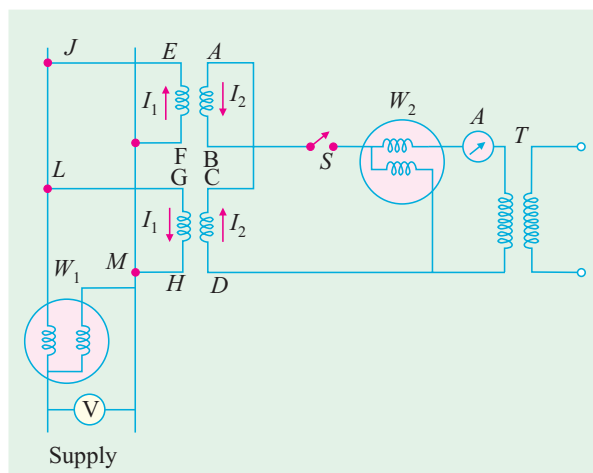 J E A
I1 I2 W2
A
T
F B S
L G C
I1 I2
M
H D
W1
V
Supply